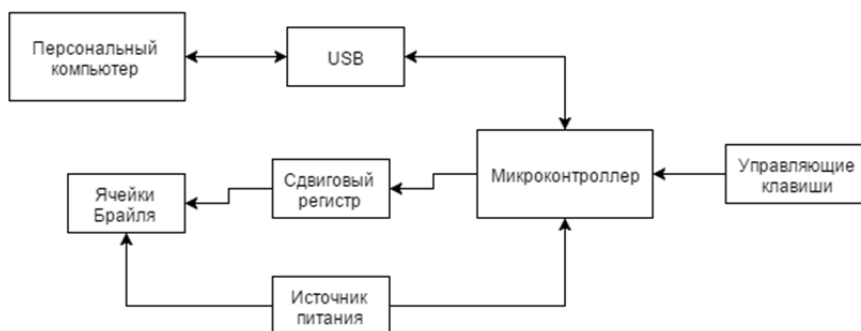 Персональный
компьютер
USB
Микроконтроллер
Управляющие
клавиши
Сдвиговый
регистр
Ячейки
Брайля
Источник
питания